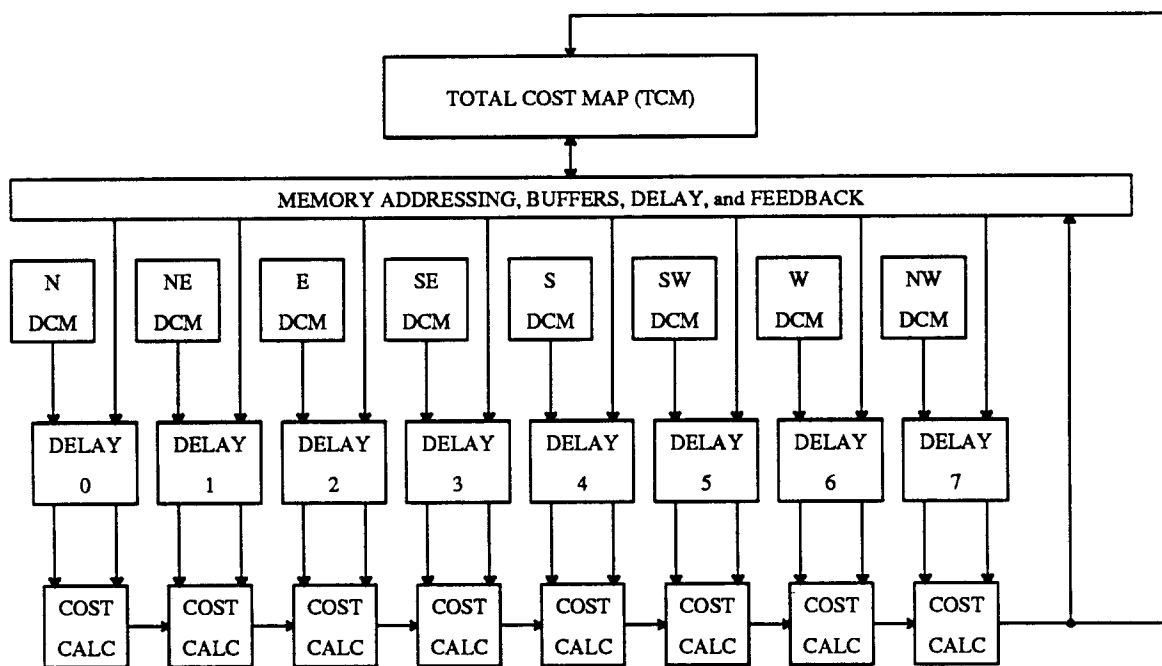 TOTAL COST MAP (TCM)
MEMORY ADDRESSING, BUFFERS, DELAY, and FEEDBACK
N
DCM
NE
DCM
E
DCM
SE
DCM
S
DCM
SW
DCM
W
DCM
NW
DCM
DELAY
0
DELAY
1
DELAY
2
DELAY
3
DELAY
4
DELAY
5
DELAY
6
DELAY
7
COST
CALC
COST
CALC
COST
CALC
COST
CALC
COST
CALC
COST
CALC
COST
CALC
COST
CALC